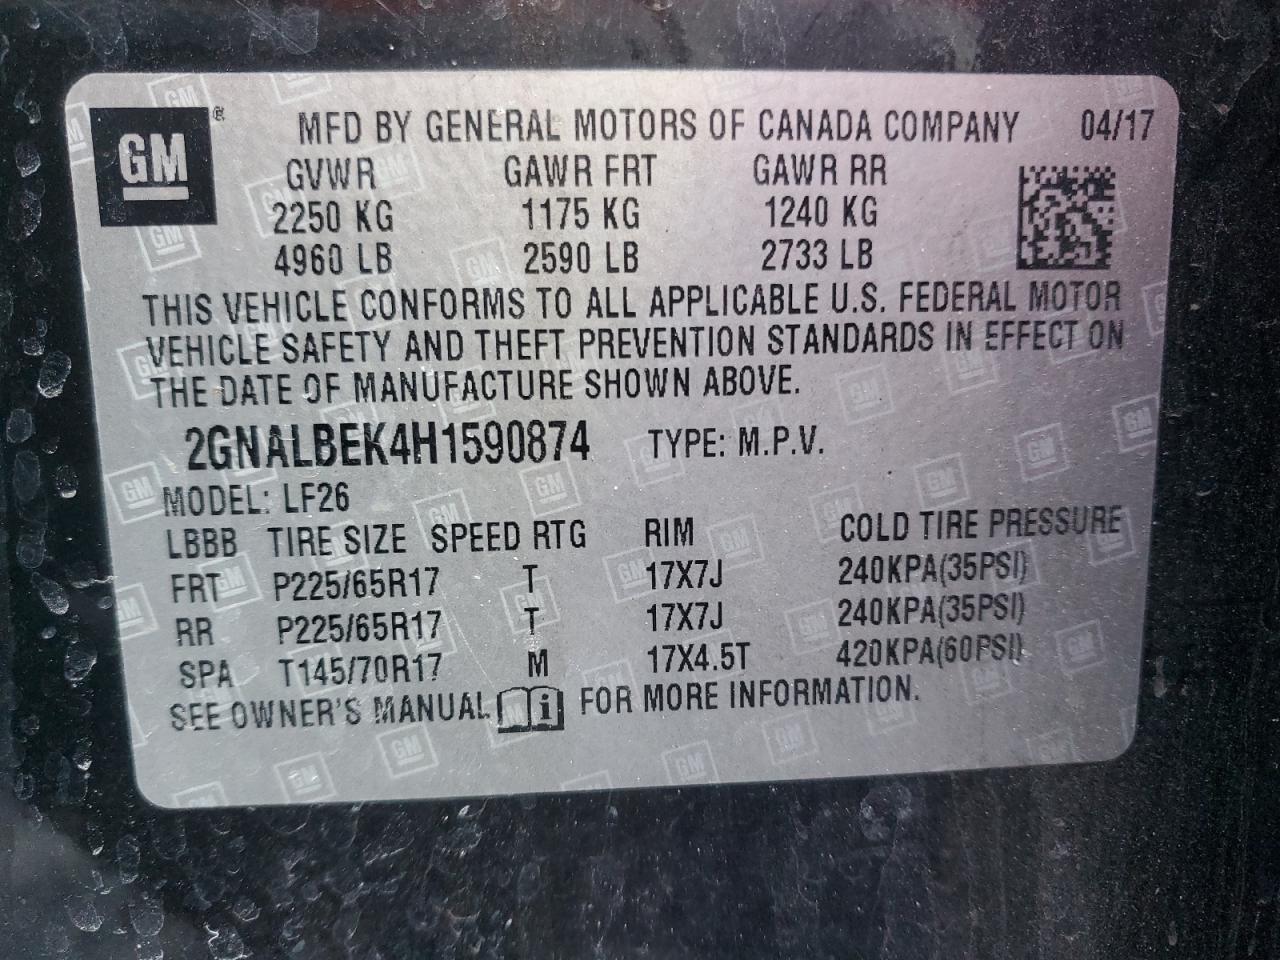 GM ® MFD BY GENERAL MOTORS OF CANADA COMPANY 04/17
GVWR GAWR FRT GAWR RR
2250 KG 1175 KG 1240 KG
4960 LB 2590 LB 2733 LB
THIS VEHICLE CONFORMS TO ALL APPLICABLE U.S. FEDERAL MOTOR
VEHICLE SAFETY AND THEFT PREVENTION STANDARDS IN EFFECT ON
THE DATE OF MANUFACTURE SHOWN ABOVE.
2GNALBEK4H1590874 TYPE: M.P.V.
MODEL: LF26
LBBB TIRE SIZE SPEED RTG RIM COLD TIRE PRESSURE
FRT P225/65R17 T 17X7J 240KPA(35PSI)
RR P225/65R17 T 17X7J 240KPA(35PSI)
SPA T145/70R17 M 17X4.5T 420KPA(60PSI)
SEE OWNER'S MANUAL i FOR MORE INFORMATION.